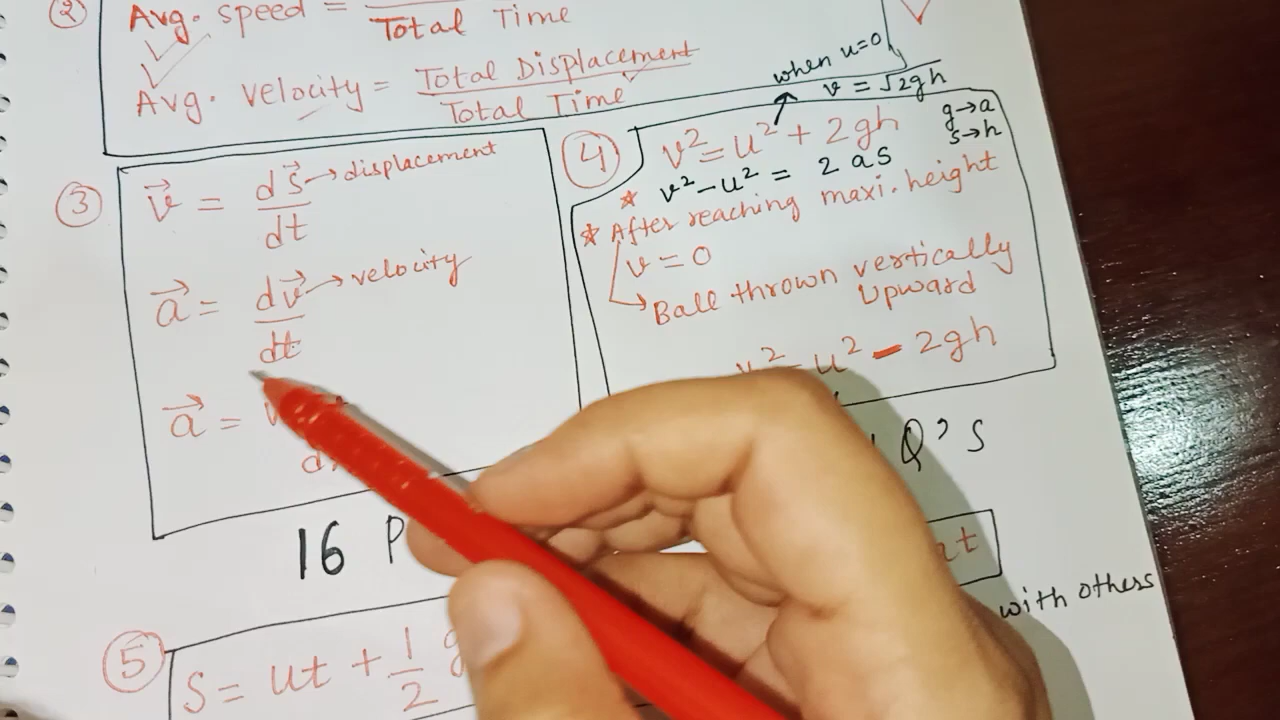 ②
Avg. speed =
Total Time
Avg. velocity = Total Displacement
Total Time
when u=0
v = √2gh
③
v⃗ = ds⃗ → displacement
dt
a⃗ = dv⃗ → velocity
dt
a⃗ =
④
v² = u² + 2gh
g→a
s→h
* v² - u² = 2 as
* After reaching maxi. height
v = 0
Ball thrown vertically
Upward
u² - 2gh
16
Q's
with others
⑤
S = ut + 1
2